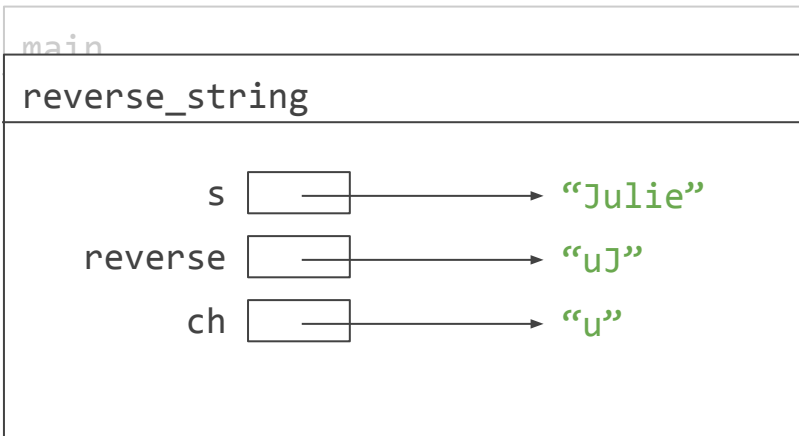 main
reverse_string
s “Julie”
reverse “uJ”
ch “u”